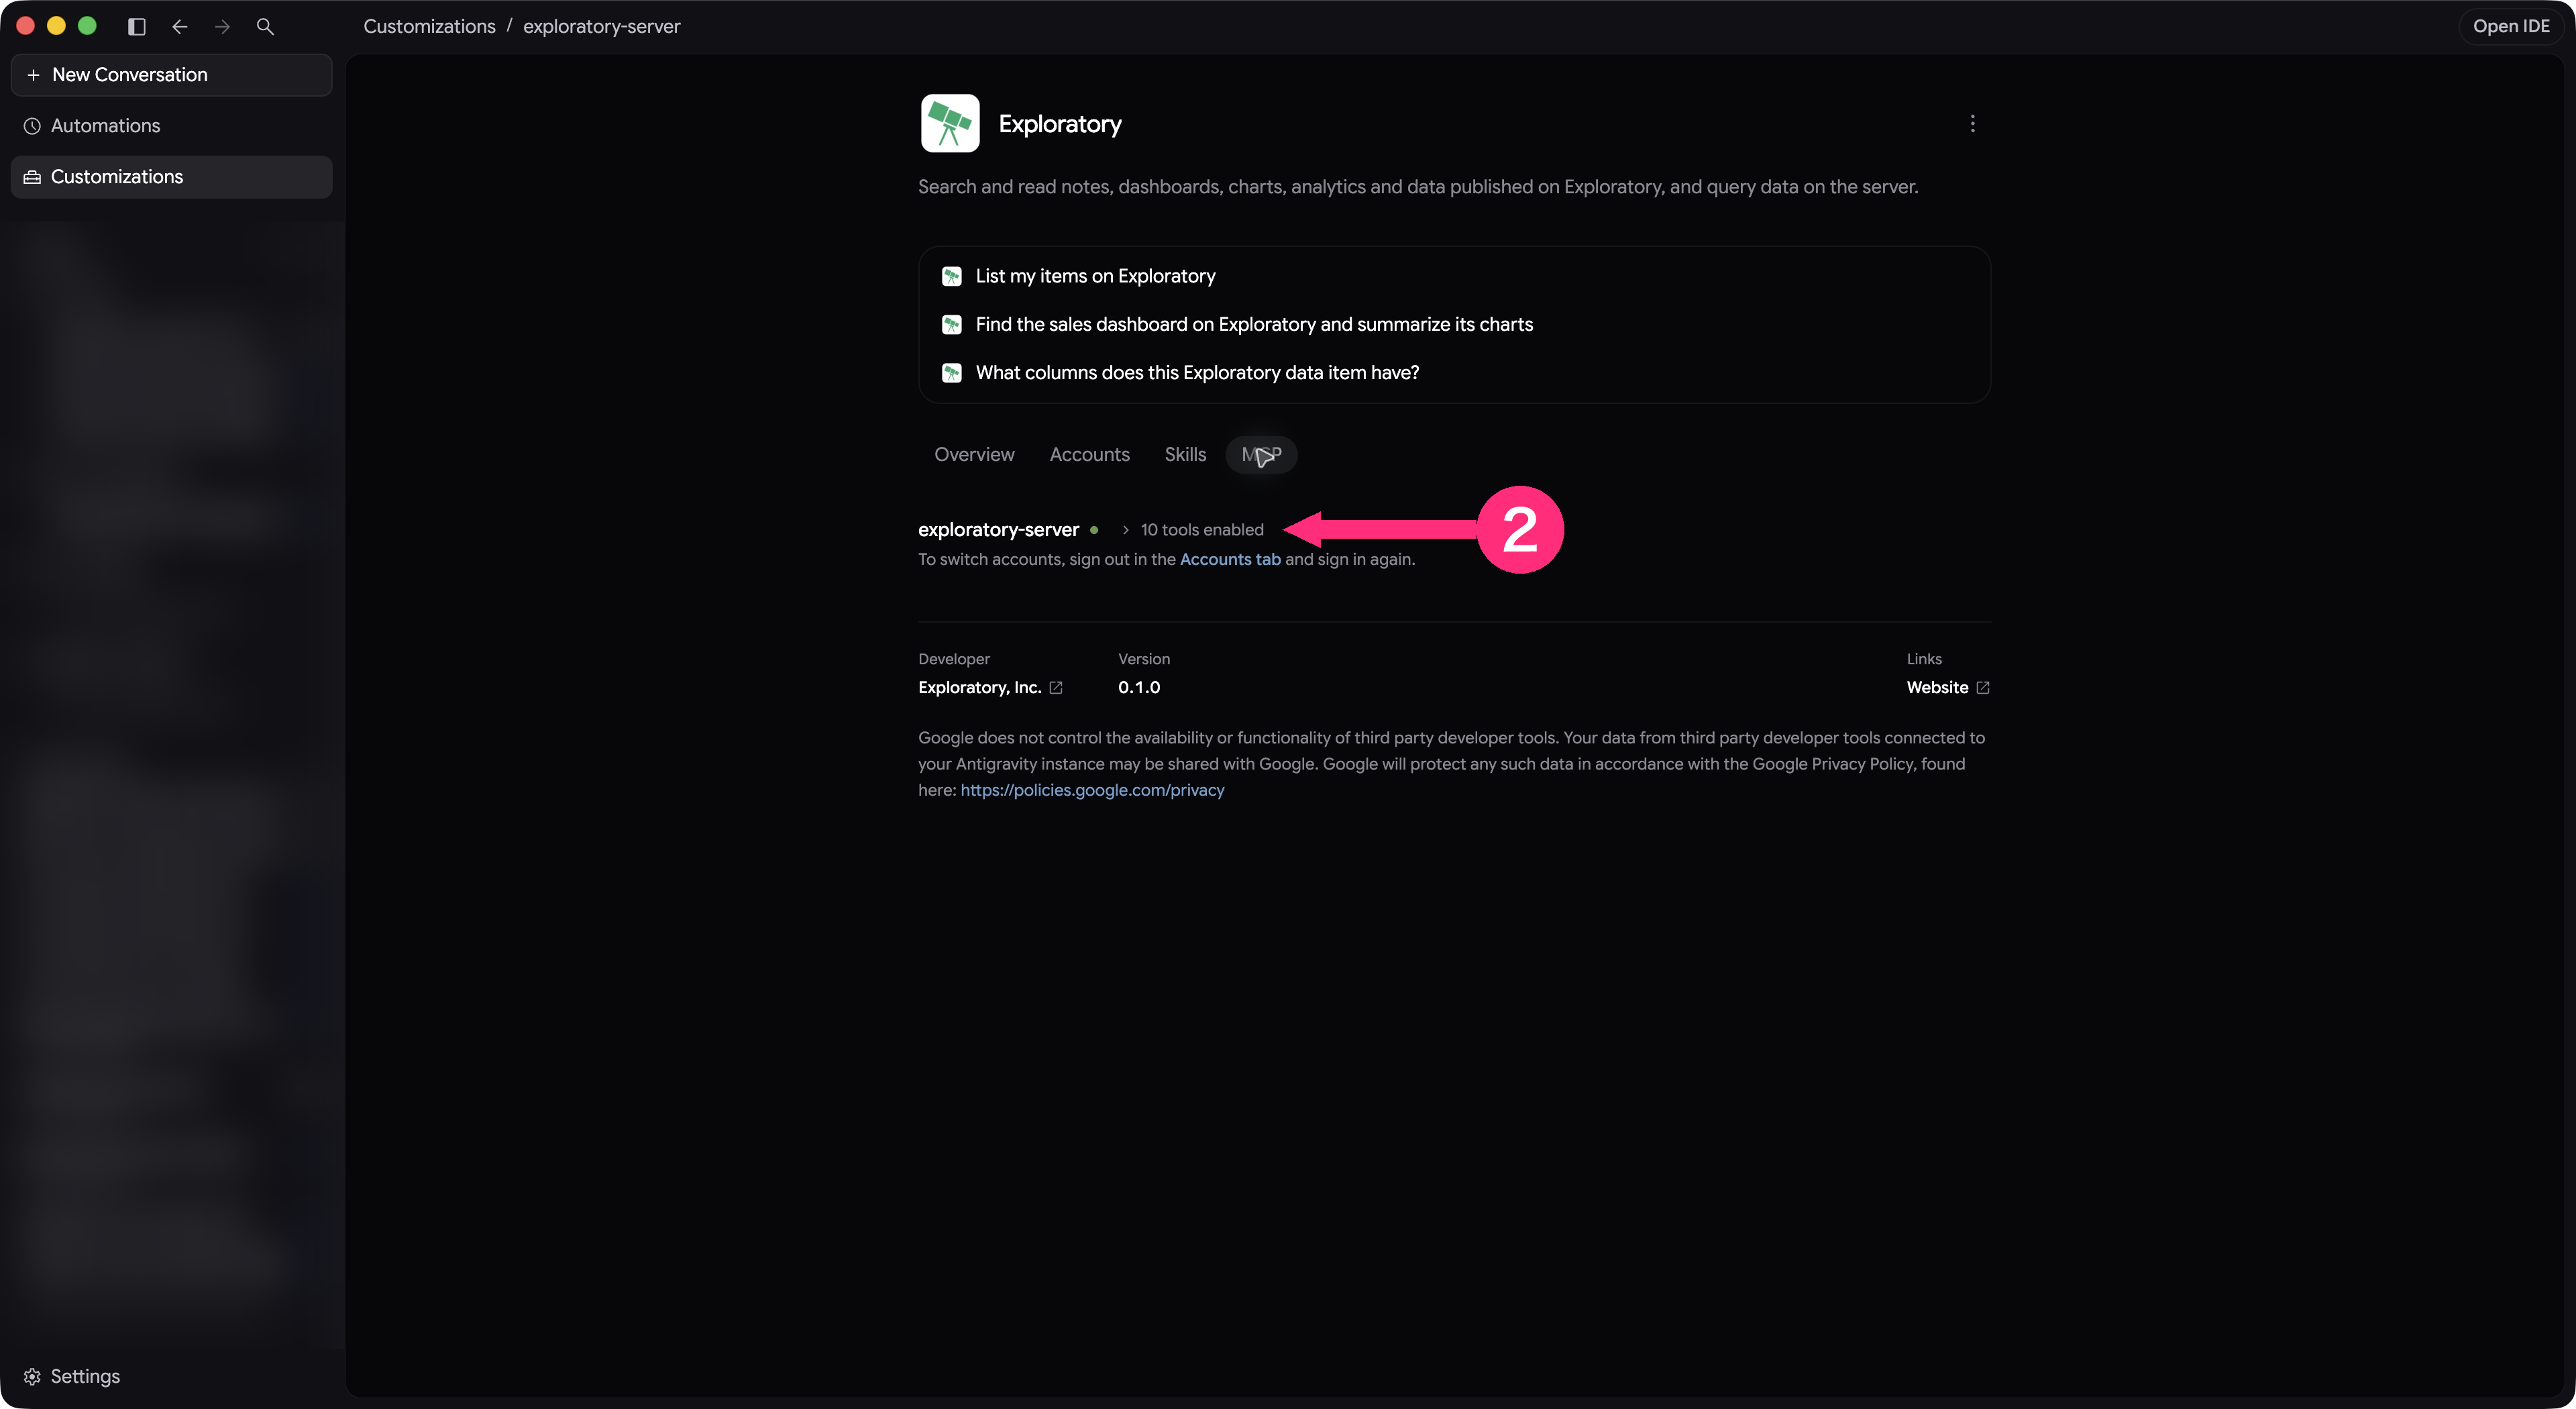 Customizations / exploratory-server
Open IDE
New Conversation
Automations
Customizations
Exploratory
Search and read notes, dashboards, charts, analytics and data published on Exploratory, and query data on the server.
List my items on Exploratory
Find the sales dashboard on Exploratory and summarize its charts
What columns does this Exploratory data item have?
Overview Accounts Skills MCP
exploratory-server 10 tools enabled
2
To switch accounts, sign out in the Accounts tab and sign in again.
Developer Version Links
Exploratory, Inc. 0.1.0 Website
Google does not control the availability or functionality of third party developer tools. Your data from third party developer tools connected to
your Antigravity instance may be shared with Google. Google will protect any such data in accordance with the Google Privacy Policy, found
here: https://policies.google.com/privacy
Settings